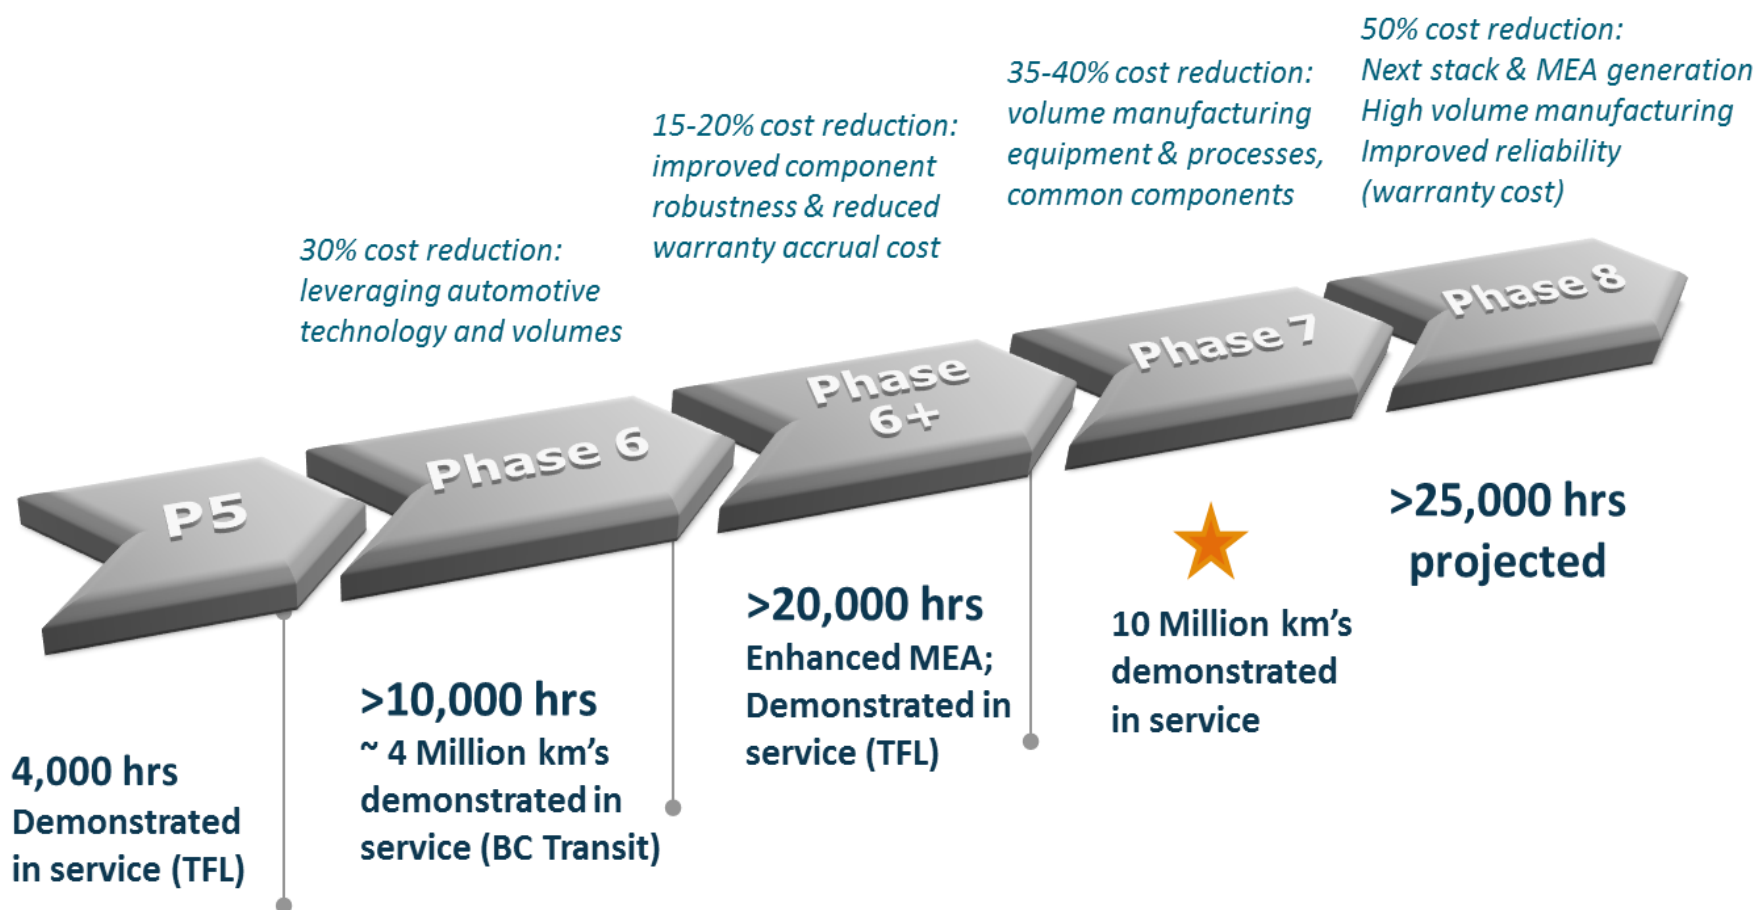 50% cost reduction:
Next stack & MEA generation
High volume manufacturing
Improved reliability
(warranty cost)
35-40% cost reduction:
volume manufacturing
equipment & processes,
common components
15-20% cost reduction:
improved component
robustness & reduced
warranty accrual cost
30% cost reduction:
leveraging automotive
technology and volumes
P5
Phase 6
Phase
6+
Phase 7
Phase 8
4,000 hrs
Demonstrated
in service (TFL)
>10,000 hrs
~ 4 Million km's
demonstrated in
service (BC Transit)
>20,000 hrs
Enhanced MEA;
Demonstrated in
service (TFL)
10 Million km's
demonstrated
in service
>25,000 hrs
projected